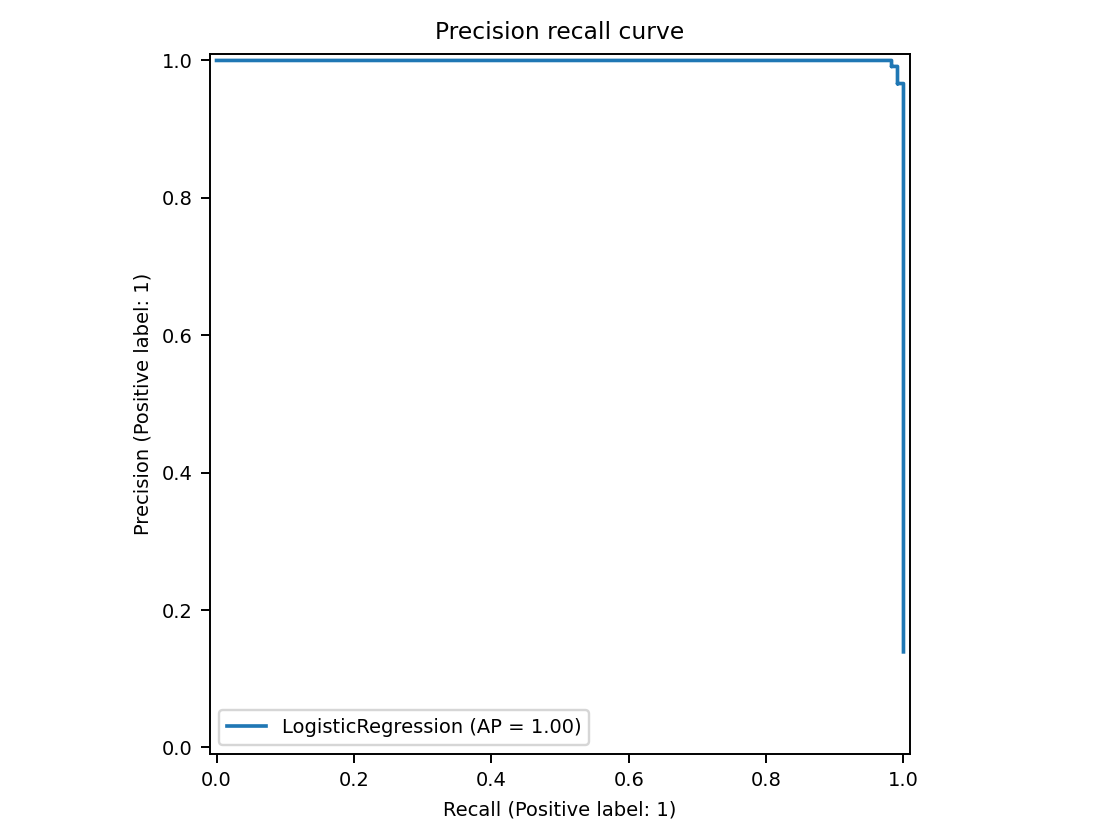 Precision recall curve
1.0
0.8
0.6
0.4
0.2
0.0
Precision (Positive label: 1)
LogisticRegression (AP = 1.00)
0.0 0.2 0.4 0.6 0.8 1.0
Recall (Positive label: 1)